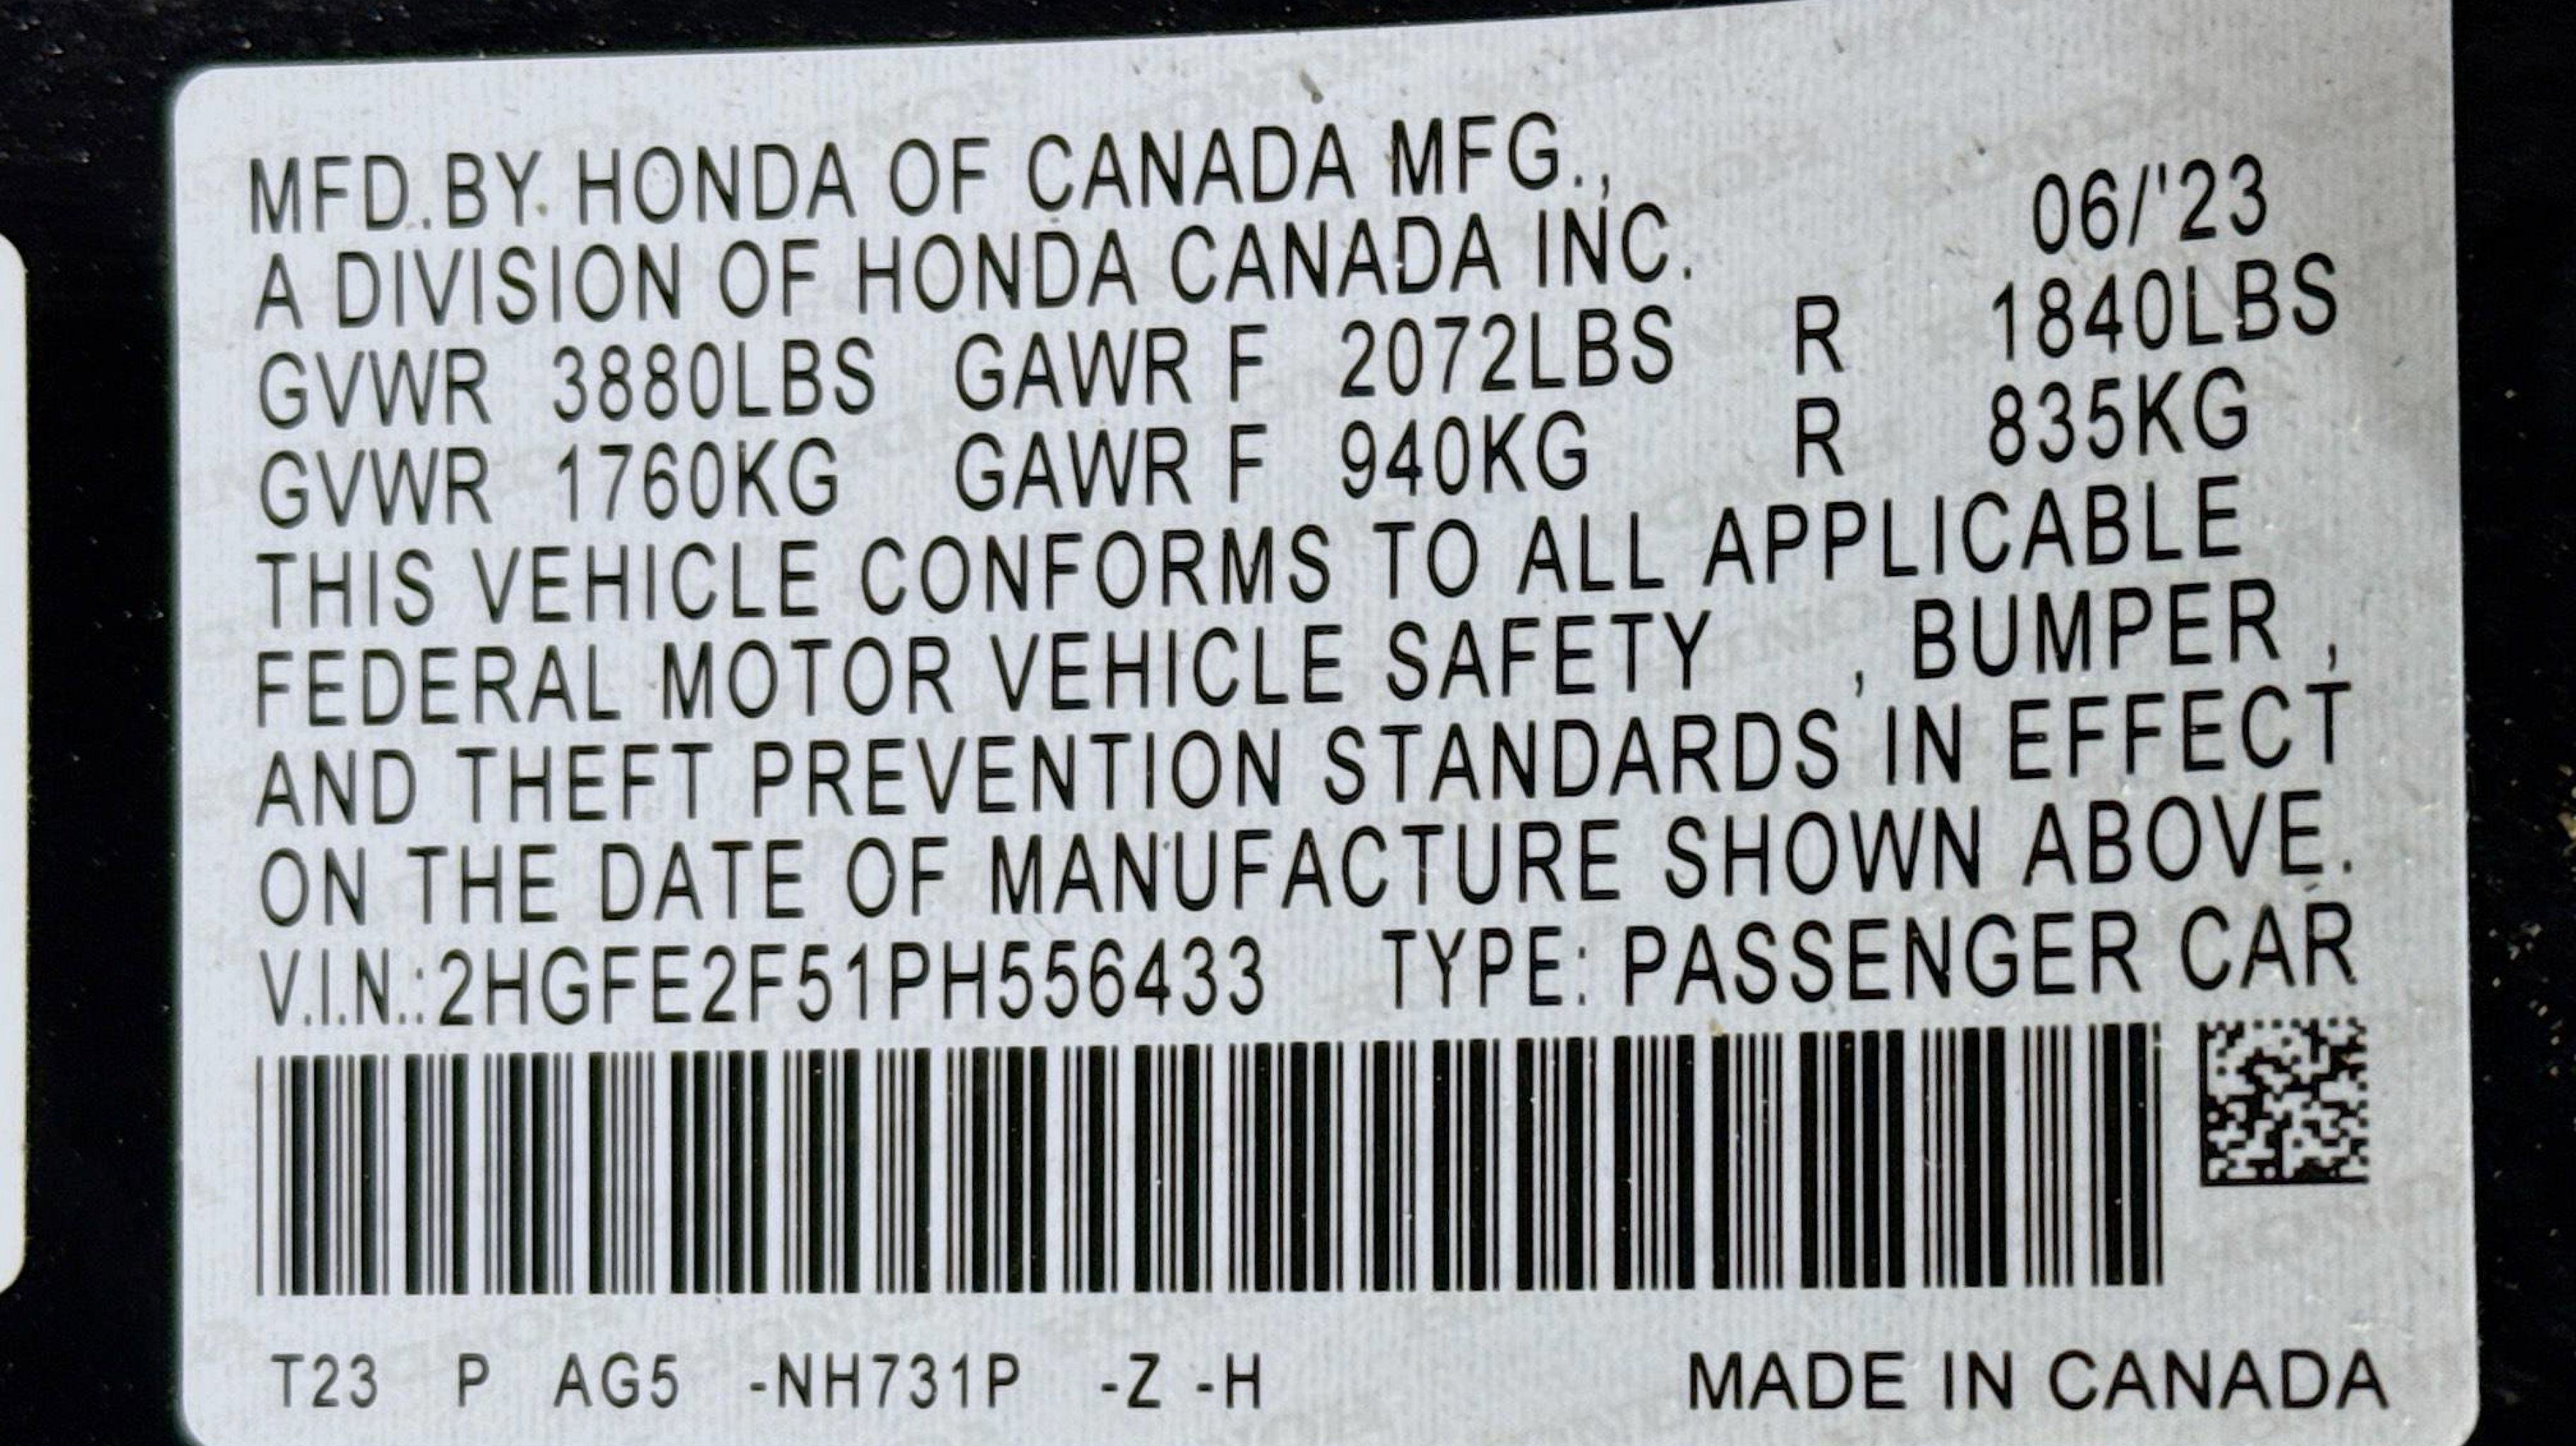 MFD.BY HONDA OF CANADA MFG.,
A DIVISION OF HONDA CANADA INC. 06/'23
GVWR 3880LBS GAWR F 2072LBS R 1840LBS
GVWR 1760KG GAWR F 940KG R 835KG
THIS VEHICLE CONFORMS TO ALL APPLICABLE
FEDERAL MOTOR VEHICLE SAFETY , BUMPER ,
AND THEFT PREVENTION STANDARDS IN EFFECT
ON THE DATE OF MANUFACTURE SHOWN ABOVE.
V.I.N.:2HGFE2F51PH556433 TYPE: PASSENGER CAR
T23 P AG5 -NH731P -Z -H MADE IN CANADA